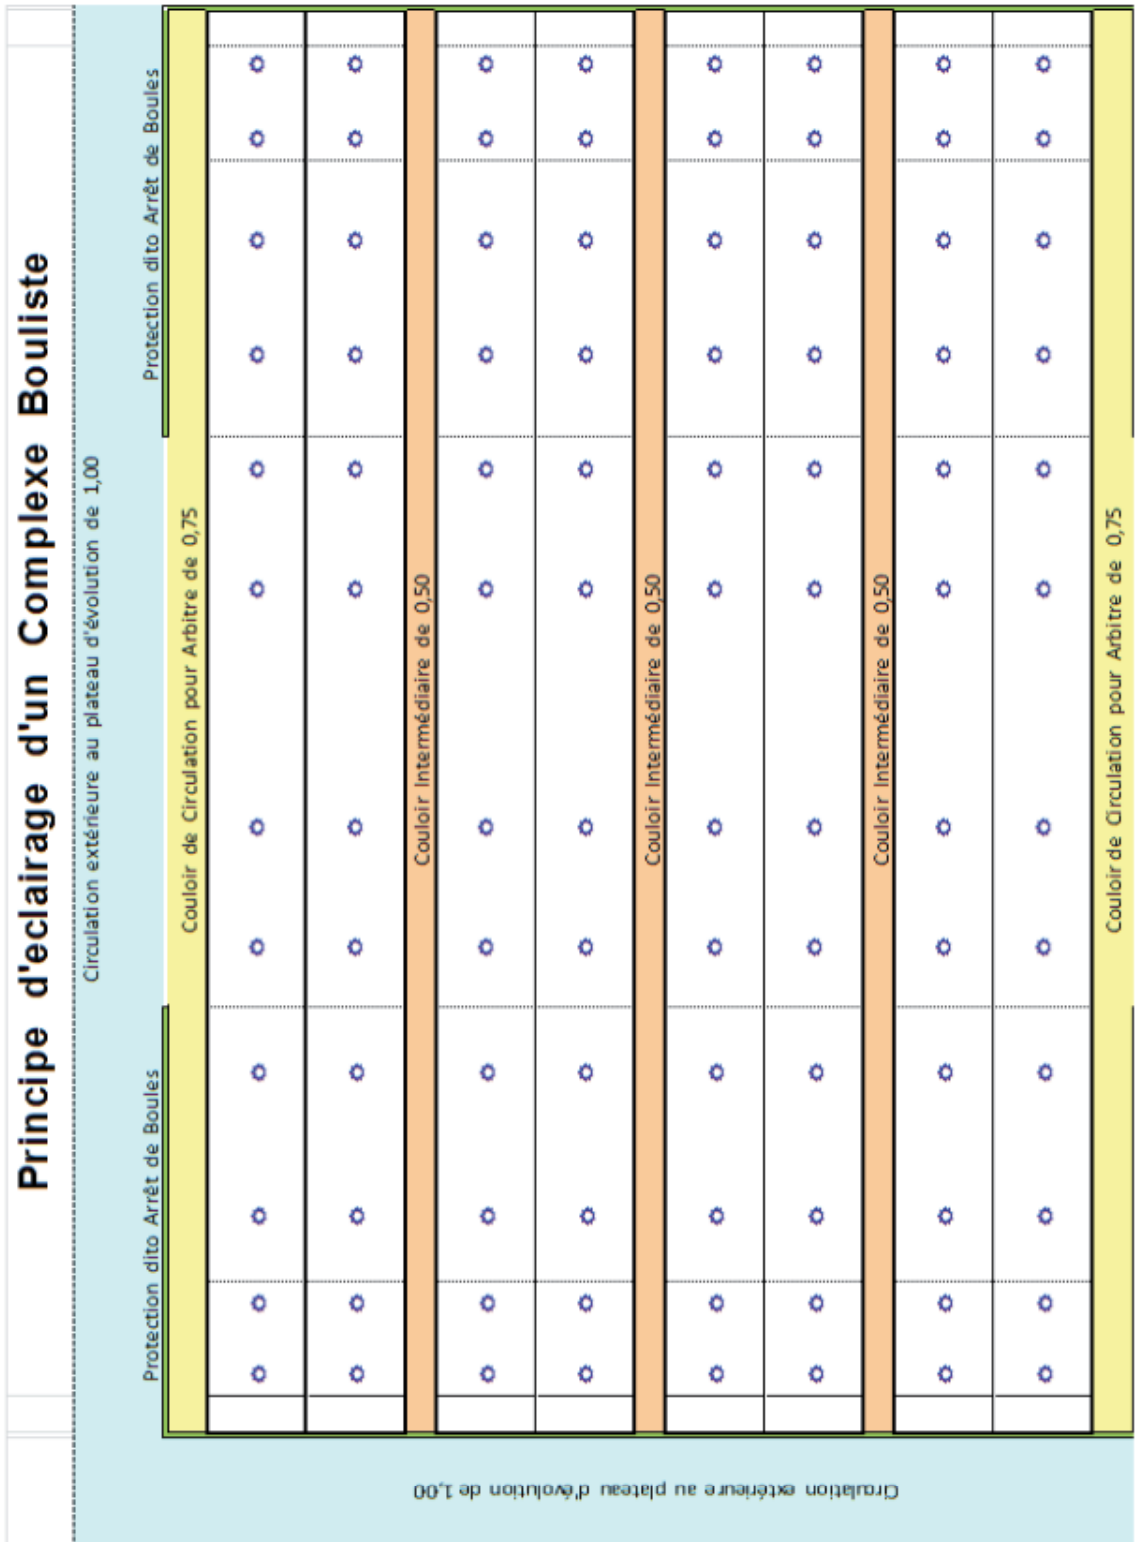 Principe d'eclairage d'un Complexe Bouliste
Circulation extérieure au plateau d'évolution de 1,00
Protection dito Arrêt de Boules
Protection dito Arrêt de Boules
Couloir de Circulation pour Arbitre de 0,75
Couloir Intermédiaire de 0,50
Couloir Intermédiaire de 0,50
Couloir Intermédiaire de 0,50
Couloir de Circulation pour Arbitre de 0,75
Circulation extérieure au plateau d'évolution de 1,00